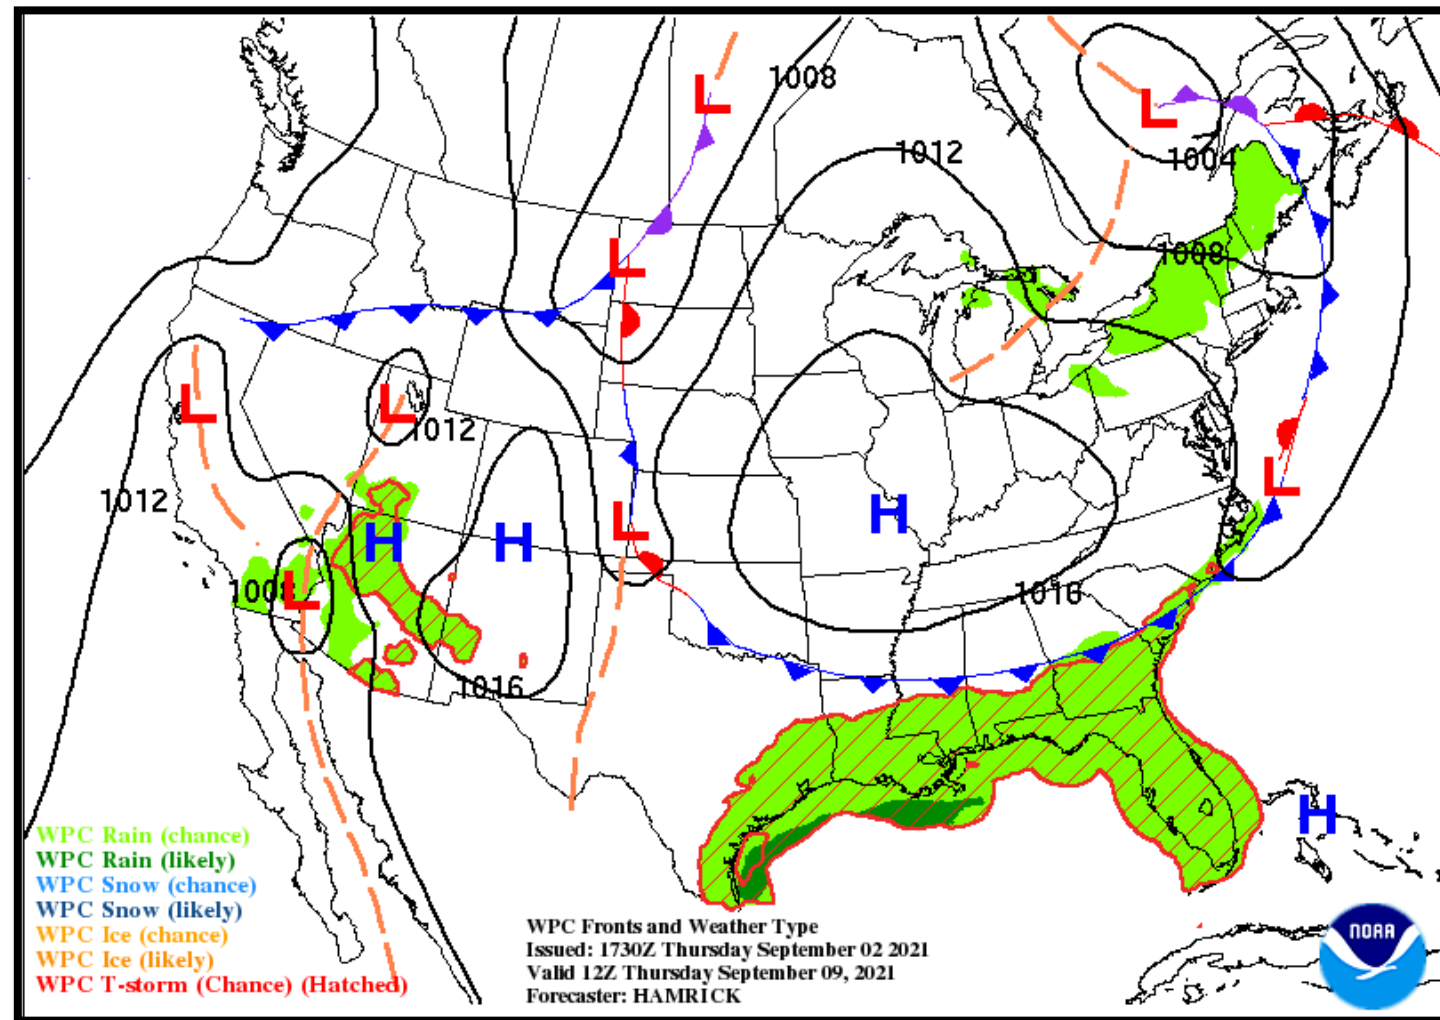 1008
L
1012
L
1004
1008
L
L
L
1012
1012
L
H
L
H
H
1008
L
1016
1016
H
WPC Rain (chance)
WPC Rain (likely)
WPC Snow (chance)
WPC Snow (likely)
WPC Ice (chance)
WPC Ice (likely)
WPC T-storm (Chance) (Hatched)
WPC Fronts and Weather Type
Issued: 1730Z Thursday September 02 2021
Valid 12Z Thursday September 09, 2021
Forecaster: HAMRICK
NOAA